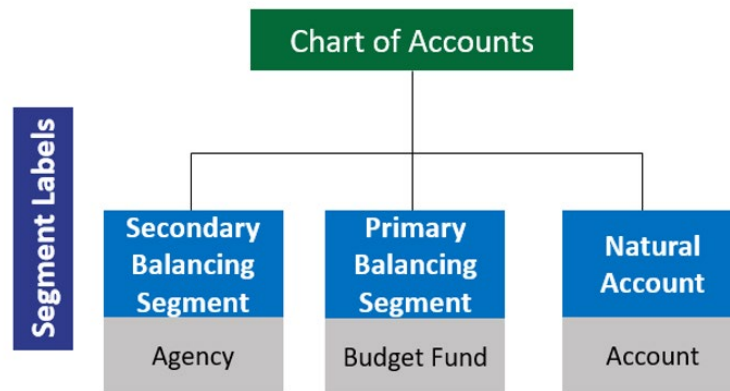 Chart of Accounts
Segment Labels
Secondary
Balancing
Segment
Agency
Primary
Balancing
Segment
Budget Fund
Natural
Account
Account